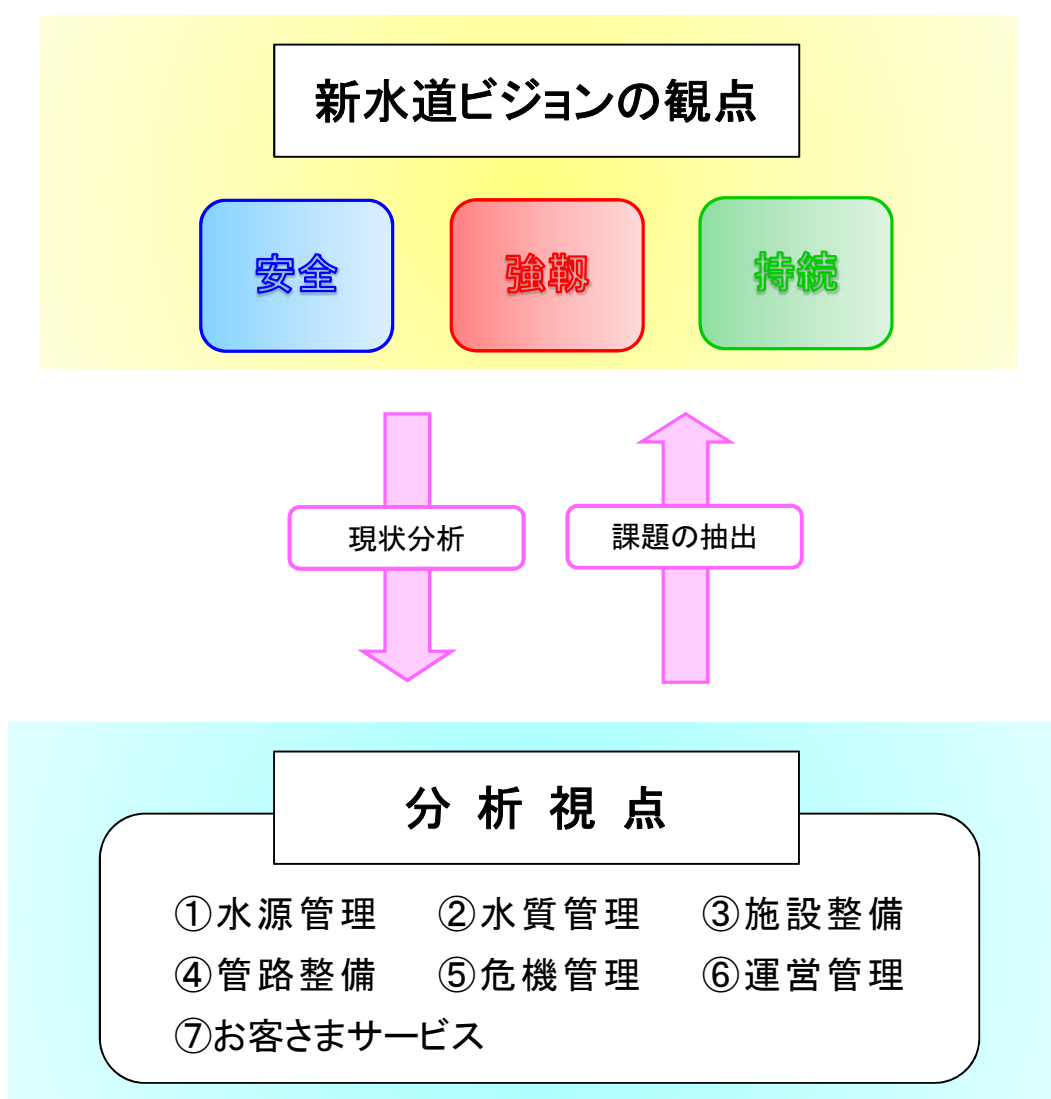 新水道ビジョンの観点
安全 強靭 持続
現状分析 課題の抽出
分析視点
①水源管理 ②水質管理 ③施設整備
④管路整備 ⑤危機管理 ⑥運営管理
⑦お客さまサービス